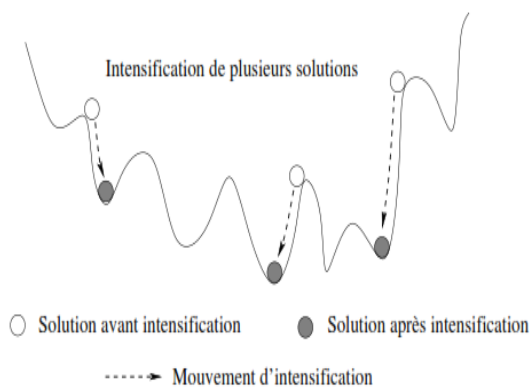 Intensification de plusieurs solutions
Solution avant intensification
Solution après intensification
Mouvement d'intensification